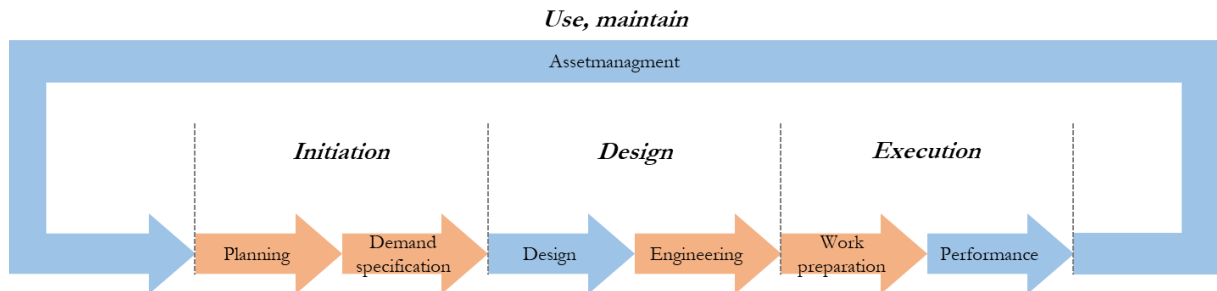 Use, maintain
Assetmanagment
Initiation
Design
Execution
Planning
Demand
specification
Design
Engineering
Work
preparation
Performance